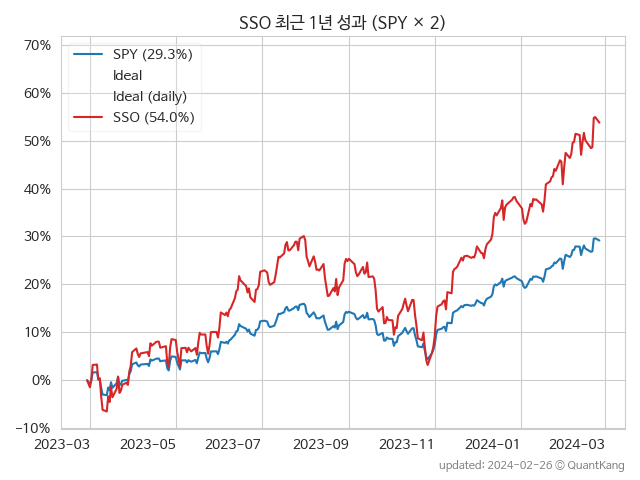 SSO 최근 1년 성과 (SPY × 2)
70%
60%
50%
40%
30%
20%
10%
0%
−10%
SPY (29.3%)
Ideal
Ideal (daily)
SSO (54.0%)
2023-03
2023-05
2023-07
2023-09
2023-11
2024-01
2024-03
updated: 2024-02-26 © QuantKang